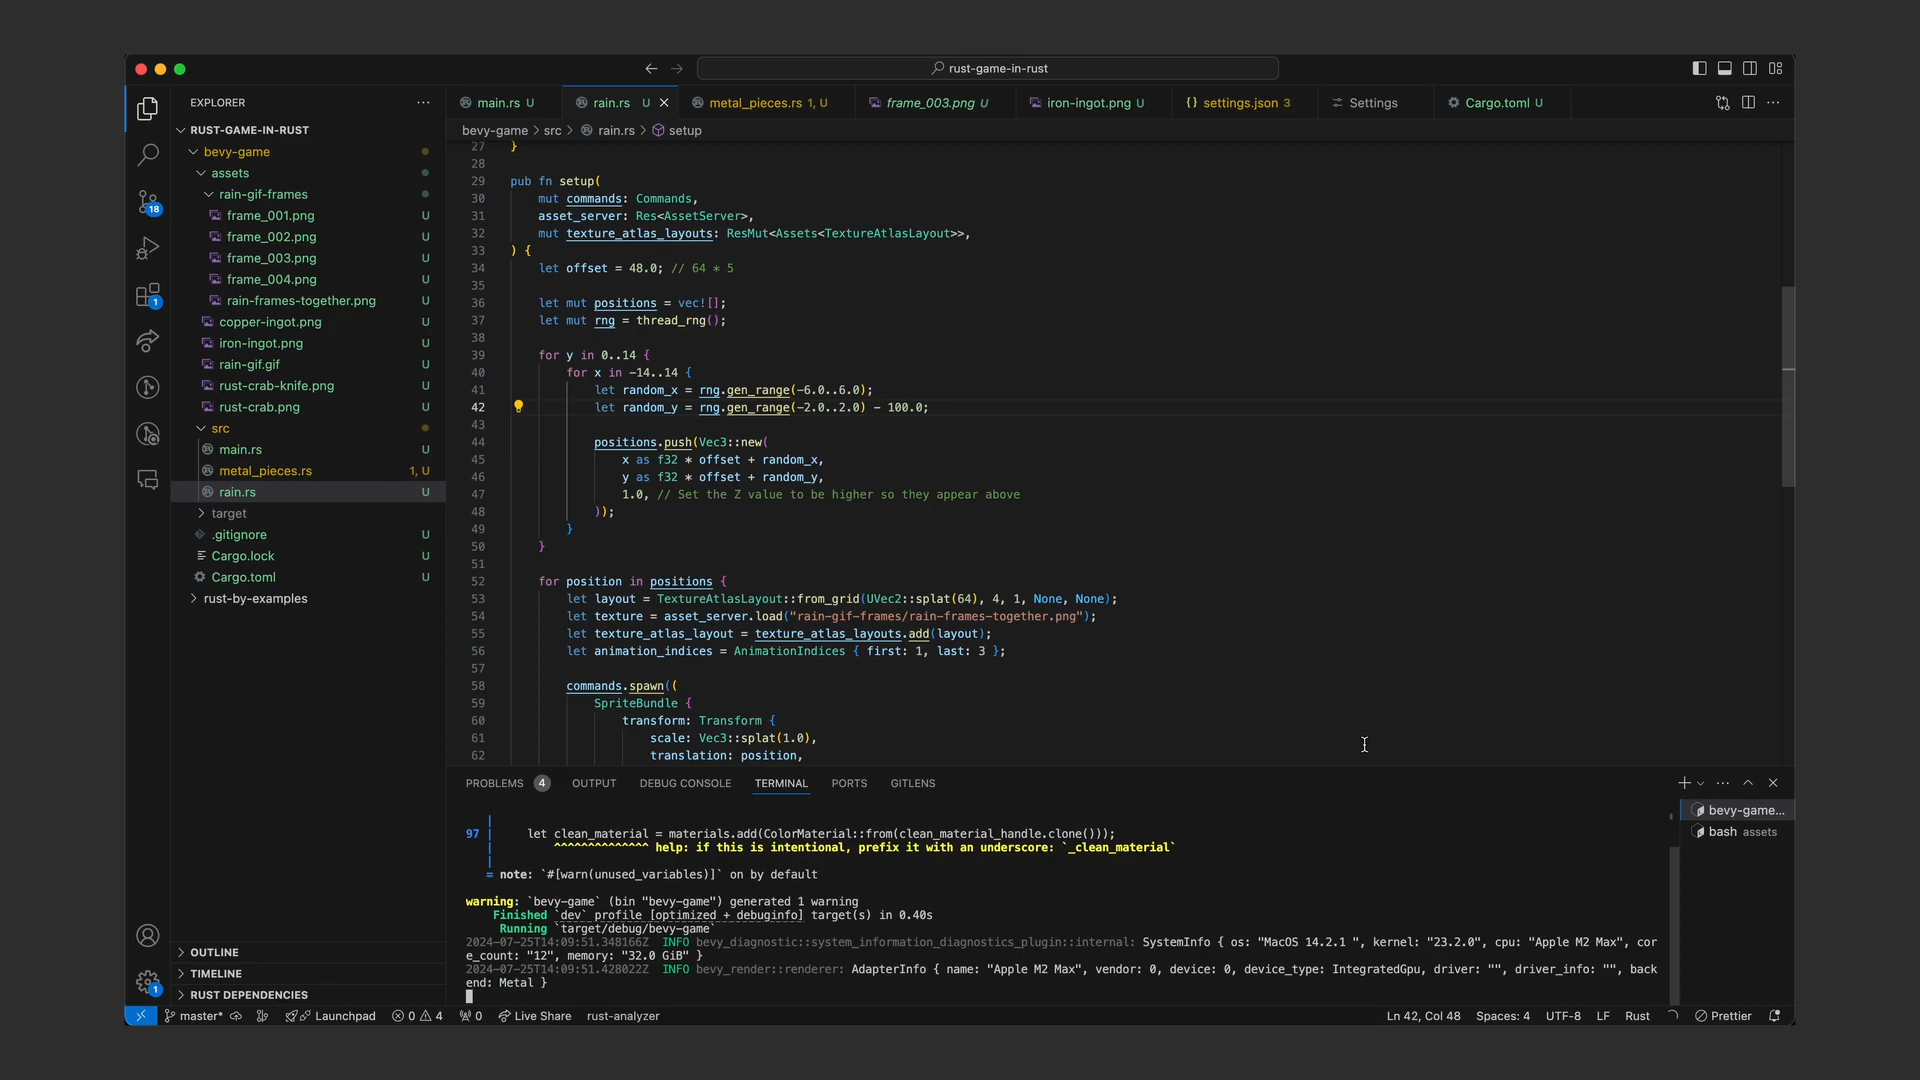 rust-game-in-rust
EXPLORER
main.rs U
rain.rs U
metal_pieces.rs 1, U
frame_003.png U
iron-ingot.png U
{} settings.json 3
Settings
Cargo.toml U
RUST-GAME-IN-RUST
bevy-game
assets
rain-gif-frames
frame_001.png U
frame_002.png U
frame_003.png U
frame_004.png U
rain-frames-together.png U
copper-ingot.png U
iron-ingot.png U
rain-gif.gif U
rust-crab-knife.png U
rust-crab.png U
src
main.rs U
metal_pieces.rs 1, U
rain.rs U
target
.gitignore U
Cargo.lock U
Cargo.toml U
rust-by-examples
OUTLINE
TIMELINE
RUST DEPENDENCIES
18
1
1
bevy-game > src > rain.rs > setup
27 }
28
29 pub fn setup(
30 mut commands: Commands,
31 asset_server: Res<AssetServer>,
32 mut texture_atlas_layouts: ResMut<Assets<TextureAtlasLayout>>,
33 ) {
34 let offset = 48.0; // 64 * 5
35
36 let mut positions = vec![];
37 let mut rng = thread_rng();
38
39 for y in 0..14 {
40 for x in -14..14 {
41 let random_x = rng.gen_range(-6.0..6.0);
42 let random_y = rng.gen_range(-2.0..2.0) - 100.0;
43
44 positions.push(Vec3::new(
45 x as f32 * offset + random_x,
46 y as f32 * offset + random_y,
47 1.0, // Set the Z value to be higher so they appear above
48 ));
49 }
50 }
51
52 for position in positions {
53 let layout = TextureAtlasLayout::from_grid(UVec2::splat(64), 4, 1, None, None);
54 let texture = asset_server.load("rain-gif-frames/rain-frames-together.png");
55 let texture_atlas_layout = texture_atlas_layouts.add(layout);
56 let animation_indices = AnimationIndices { first: 1, last: 3 };
57
58 commands.spawn((
59 SpriteBundle {
60 transform: Transform {
61 scale: Vec3::splat(1.0),
62 translation: position,
PROBLEMS 4 OUTPUT DEBUG CONSOLE TERMINAL PORTS GITLENS
|
97 | let clean_material = materials.add(ColorMaterial::from(clean_material_handle.clone()));
| ^^^^^^^^^^^^^^ help: if this is intentional, prefix it with an underscore: `_clean_material`
|
= note: `#[warn(unused_variables)]` on by default
warning: `bevy-game` (bin "bevy-game") generated 1 warning
Finished `dev` profile [optimized + debuginfo] target(s) in 0.40s
Running `target/debug/bevy-game`
2024-07-25T14:09:51.348166Z INFO bevy_diagnostic::system_information_diagnostics_plugin::internal: SystemInfo { os: "MacOS 14.2.1 ", kernel: "23.2.0", cpu: "Apple M2 Max", cor
e_count: "12", memory: "32.0 GiB" }
2024-07-25T14:09:51.428022Z INFO bevy_render::renderer: AdapterInfo { name: "Apple M2 Max", vendor: 0, device: 0, device_type: IntegratedGpu, driver: "", driver_info: "", back
end: Metal }
bevy-game...
bash assets
master* Launchpad 0 4 0 Live Share rust-analyzer
Ln 42, Col 48 Spaces: 4 UTF-8 LF Rust Prettier